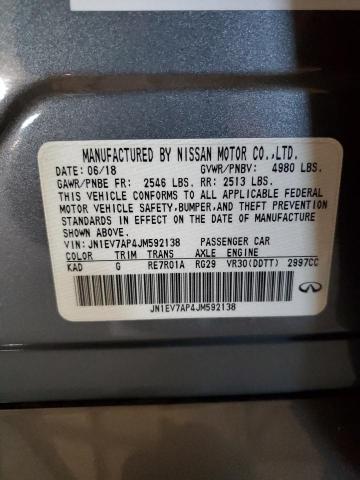 MANUFACTURED BY NISSAN MOTOR CO.,LTD.
DATE: 06/18 GVWR/PNBV: 4980 LBS.
GAWR/PNBE FR: 2546 LBS. RR: 2513 LBS.
THIS VEHICLE CONFORMS TO ALL APPLICABLE FEDERAL
MOTOR VEHICLE SAFETY, BUMPER, AND THEFT PREVENTION
STANDARDS IN EFFECT ON THE DATE OF MANUFACTURE
SHOWN ABOVE.
VIN: JN1EV7AP4JM592138 PASSENGER CAR
COLOR TRIM TRANS AXLE ENGINE
KAD G RE7R01A RG29 VR30(DDTT) 2997CC
JN1EV7AP4JM592138